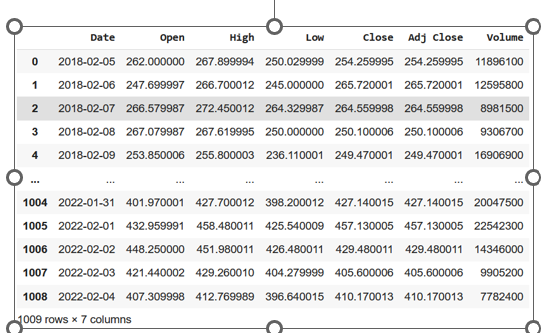 Date Open High Low Close Adj Close Volume
0 2018-02-05 262.000000 267.899994 250.029999 254.259995 254.259995 11896100
1 2018-02-06 247.699997 266.700012 245.000000 265.720001 265.720001 12595800
2 2018-02-07 266.579987 272.450012 264.329987 264.559998 264.559998 8981500
3 2018-02-08 267.079987 267.619995 250.000000 250.100006 250.100006 9306700
4 2018-02-09 253.850006 255.800003 236.110001 249.470001 249.470001 16906900
... ... ... ... ... ... ... ...
1004 2022-01-31 401.970001 427.700012 398.200012 427.140015 427.140015 20047500
1005 2022-02-01 432.959991 458.480011 425.540009 457.130005 457.130005 22542300
1006 2022-02-02 448.250000 451.980011 426.480011 429.480011 429.480011 14346000
1007 2022-02-03 421.440002 429.260010 404.279999 405.600006 405.600006 9905200
1008 2022-02-04 407.309998 412.769989 396.640015 410.170013 410.170013 7782400
1009 rows × 7 columns